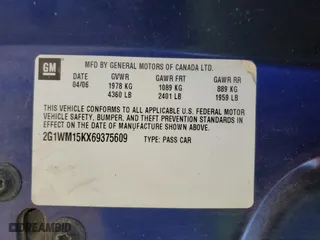 GM
MFD BY GENERAL MOTORS OF CANADA LTD.
DATE GVWR GAWR FRT GAWR RR
04/06 1978 KG 1089 KG 889 KG
4360 LB 2401 LB 1959 LB
THIS VEHICLE CONFORMS TO ALL APPLICABLE U.S. FEDERAL MOTOR
VEHICLE SAFETY, BUMPER, AND THEFT PREVENTION STANDARDS IN
EFFECT ON THE DATE OF MANUFACTURE SHOWN ABOVE.
2G1WM15KX69375609 TYPE: PASS CAR